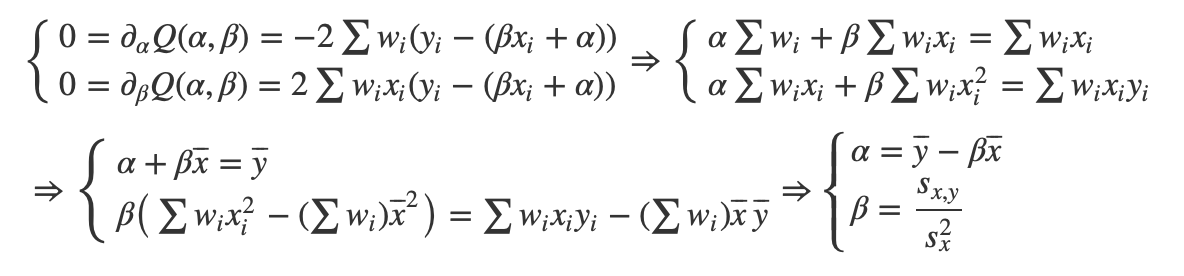 { 0 = ∂_α Q(α, β) = −2 ∑ w_i(y_i − (βx_i + α)) ⇒ { α ∑ w_i + β ∑ w_i x_i = ∑ w_i x_i
0 = ∂_β Q(α, β) = 2 ∑ w_i x_i(y_i − (βx_i + α)) α ∑ w_i x_i + β ∑ w_i x_i^2 = ∑ w_i x_i y_i
⇒ { α + βx̅ = y̅ ⇒ { α = y̅ − βx̅
β( ∑ w_i x_i^2 − (∑ w_i)x̅^2 ) = ∑ w_i x_i y_i − (∑ w_i)x̅ y̅ β = s_{x,y} / s_x^2